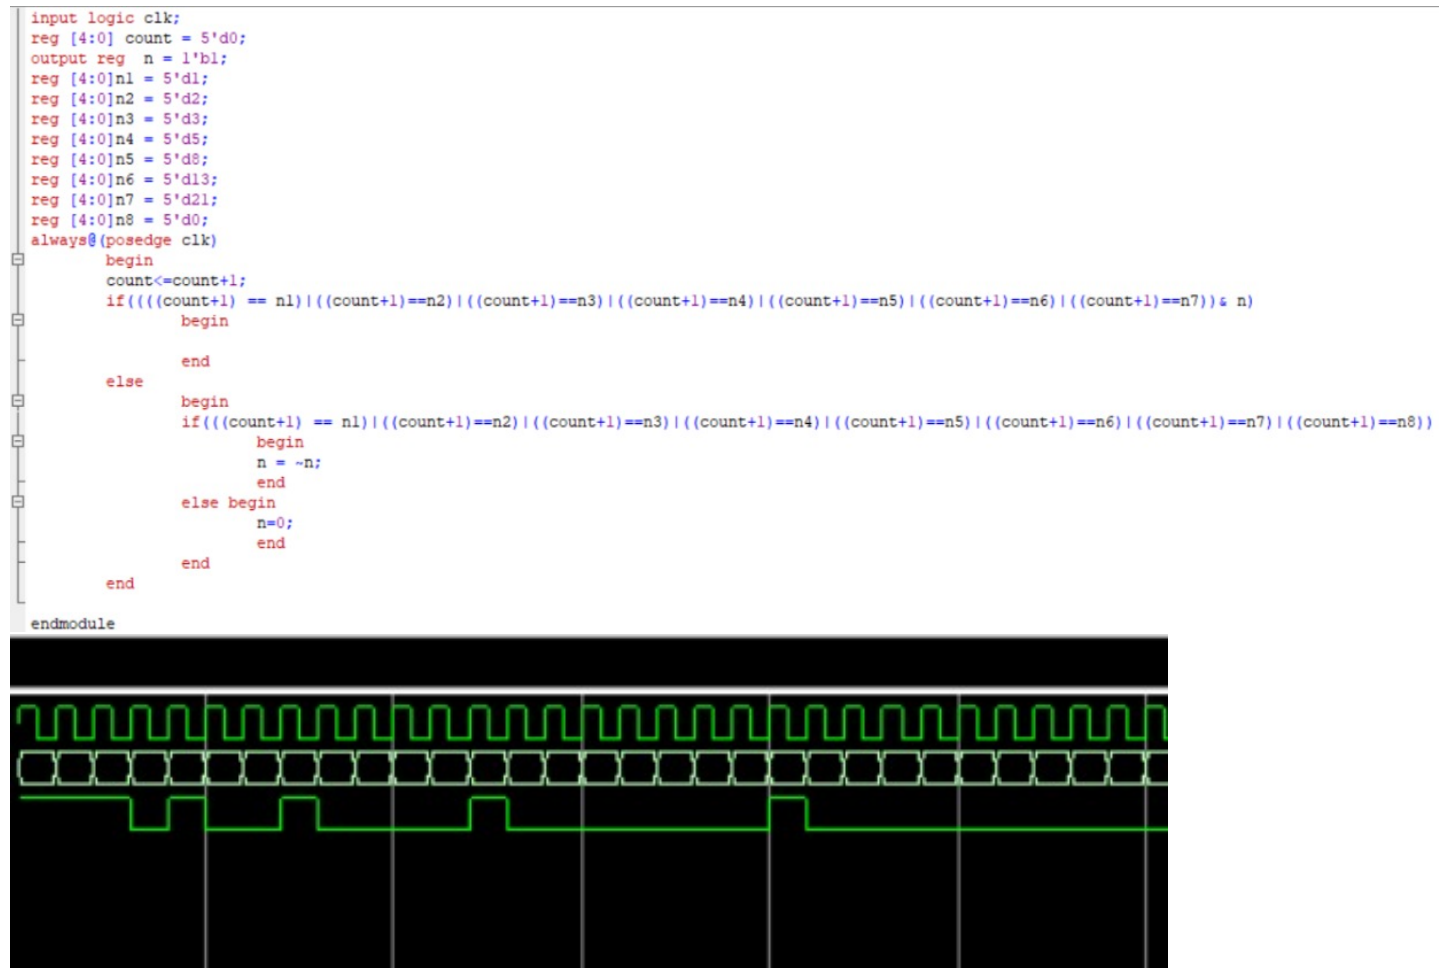 input logic clk;
reg [4:0] count = 5'd0;
output reg  n = 1'b1;
reg [4:0]n1 = 5'd1;
reg [4:0]n2 = 5'd2;
reg [4:0]n3 = 5'd3;
reg [4:0]n4 = 5'd5;
reg [4:0]n5 = 5'd8;
reg [4:0]n6 = 5'd13;
reg [4:0]n7 = 5'd21;
reg [4:0]n8 = 5'd0;
always@(posedge clk)
begin
count<=count+1;
if((((count+1) == n1)|((count+1)==n2)|((count+1)==n3)|((count+1)==n4)|((count+1)==n5)|((count+1)==n6)|((count+1)==n7))& n)
begin
end
else
begin
if(((count+1) == n1)|((count+1)==n2)|((count+1)==n3)|((count+1)==n4)|((count+1)==n5)|((count+1)==n6)|((count+1)==n7)|((count+1)==n8))
begin
n = ~n;
end
else begin
n=0;
end
end
end
endmodule